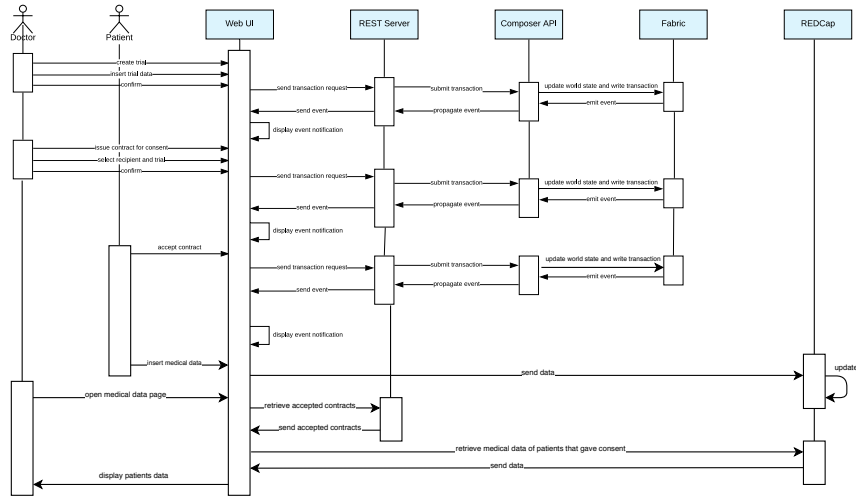 Web UI
REST Server
Composer API
Fabric
REDCap
Doctor
Patient
create trial
insert trial data
confirm
send transaction request
submit transaction
update world state and write transaction
send event
propagate event
emit event
display event notification
issue contract for consent
select recipient and trial
confirm
send transaction request
submit transaction
update world state and write transaction
send event
propagate event
emit event
display event notification
accept contract
send transaction request
submit transaction
update world state and write transaction
send event
propagate event
emit event
display event notification
insert medical data
send data
update
open medical data page
retrieve accepted contracts
send accepted contracts
retrieve medical data of patients that gave consent
send data
display patients data